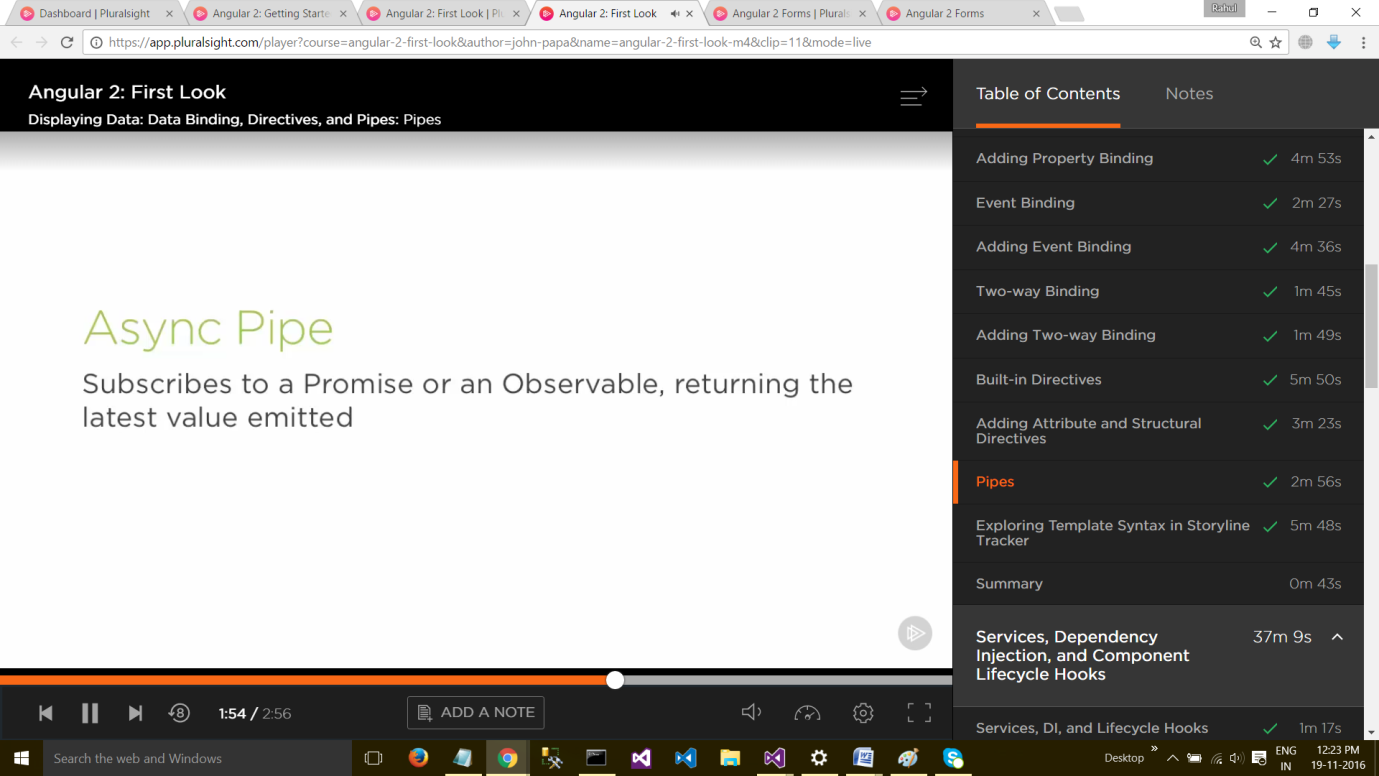 Dashboard | Pluralsight
Angular 2: Getting Starte
Angular 2: First Look | Plu
Angular 2: First Look
Angular 2 Forms | Plurals
Angular 2 Forms
Rahul
https://app.pluralsight.com/player?course=angular-2-first-look&author=john-papa&name=angular-2-first-look-m4&clip=11&mode=live
Angular 2: First Look
Displaying Data: Data Binding, Directives, and Pipes: Pipes
Async Pipe
Subscribes to a Promise or an Observable, returning the
latest value emitted
8
1:54 / 2:56
ADD A NOTE
Table of Contents
Notes
Adding Property Binding 4m 53s
Event Binding 2m 27s
Adding Event Binding 4m 36s
Two-way Binding 1m 45s
Adding Two-way Binding 1m 49s
Built-in Directives 5m 50s
Adding Attribute and Structural 3m 23s
Directives
Pipes 2m 56s
Exploring Template Syntax in Storyline 5m 48s
Tracker
Summary 0m 43s
Services, Dependency 37m 9s
Injection, and Component
Lifecycle Hooks
Services, DI, and Lifecycle Hooks 1m 17s
Search the web and Windows
Desktop
ENG
IN
12:23 PM
19-11-2016